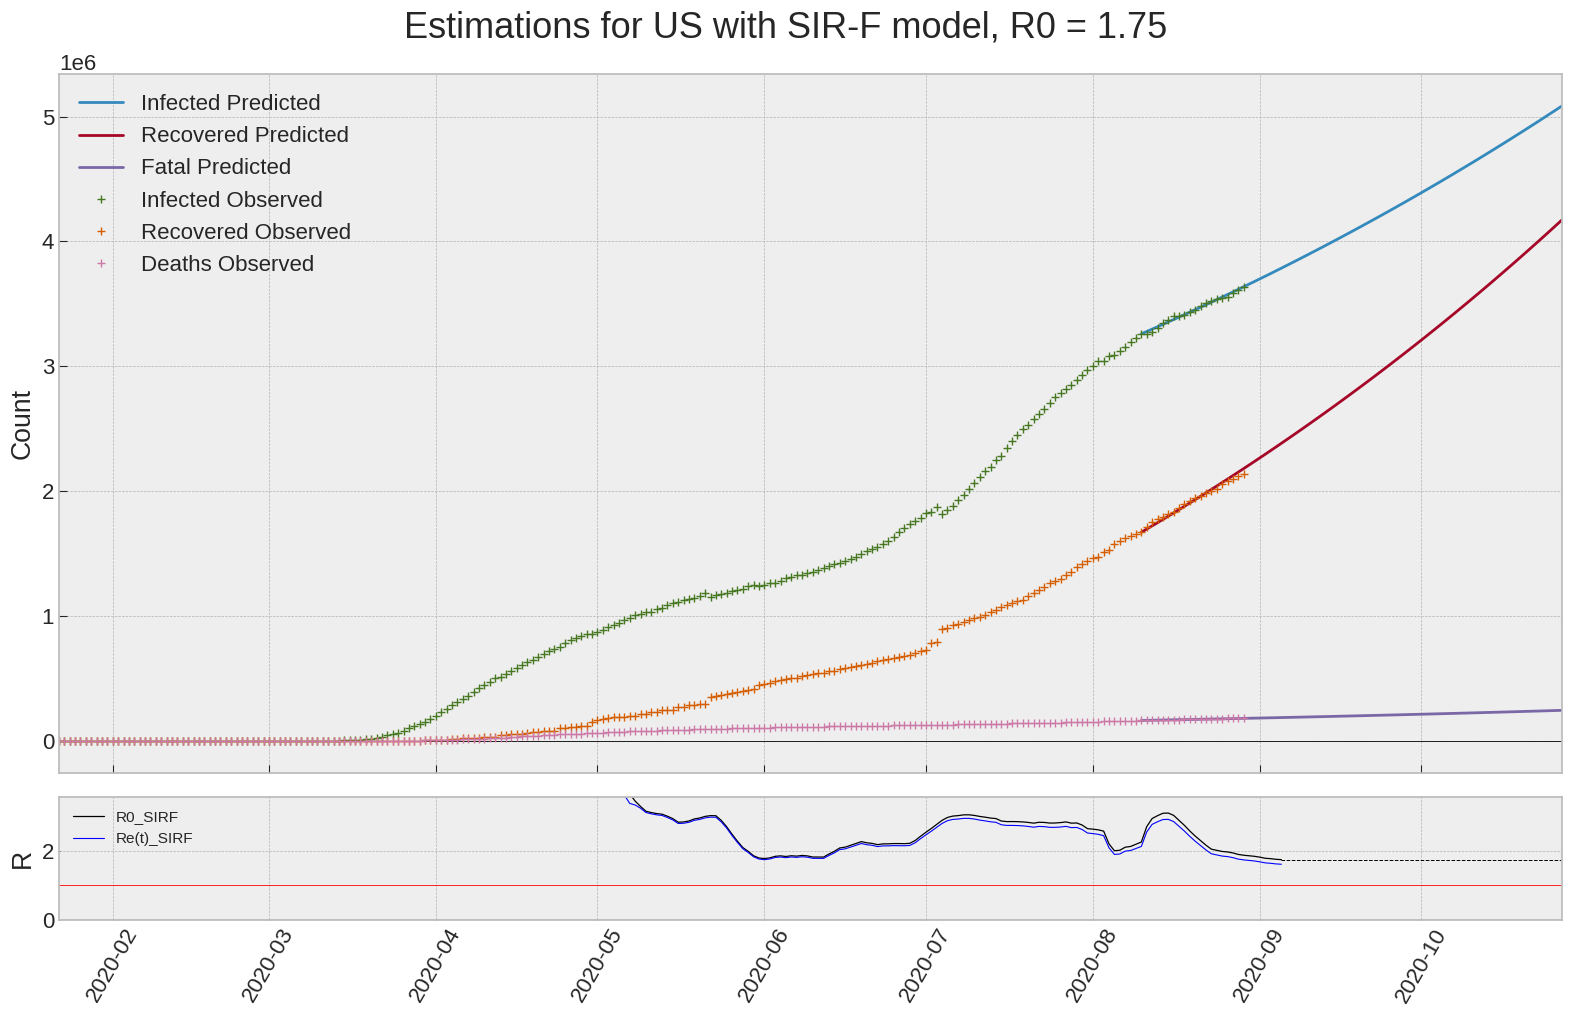 Estimations for US with SIR-F model, R0 = 1.75
1e6
Infected Predicted
Recovered Predicted
Fatal Predicted
Infected Observed
Recovered Observed
Deaths Observed
5
4
3
2
1
0
Count
R0_SIRF
Re(t)_SIRF
2
0
R
2020-02
2020-03
2020-04
2020-05
2020-06
2020-07
2020-08
2020-09
2020-10